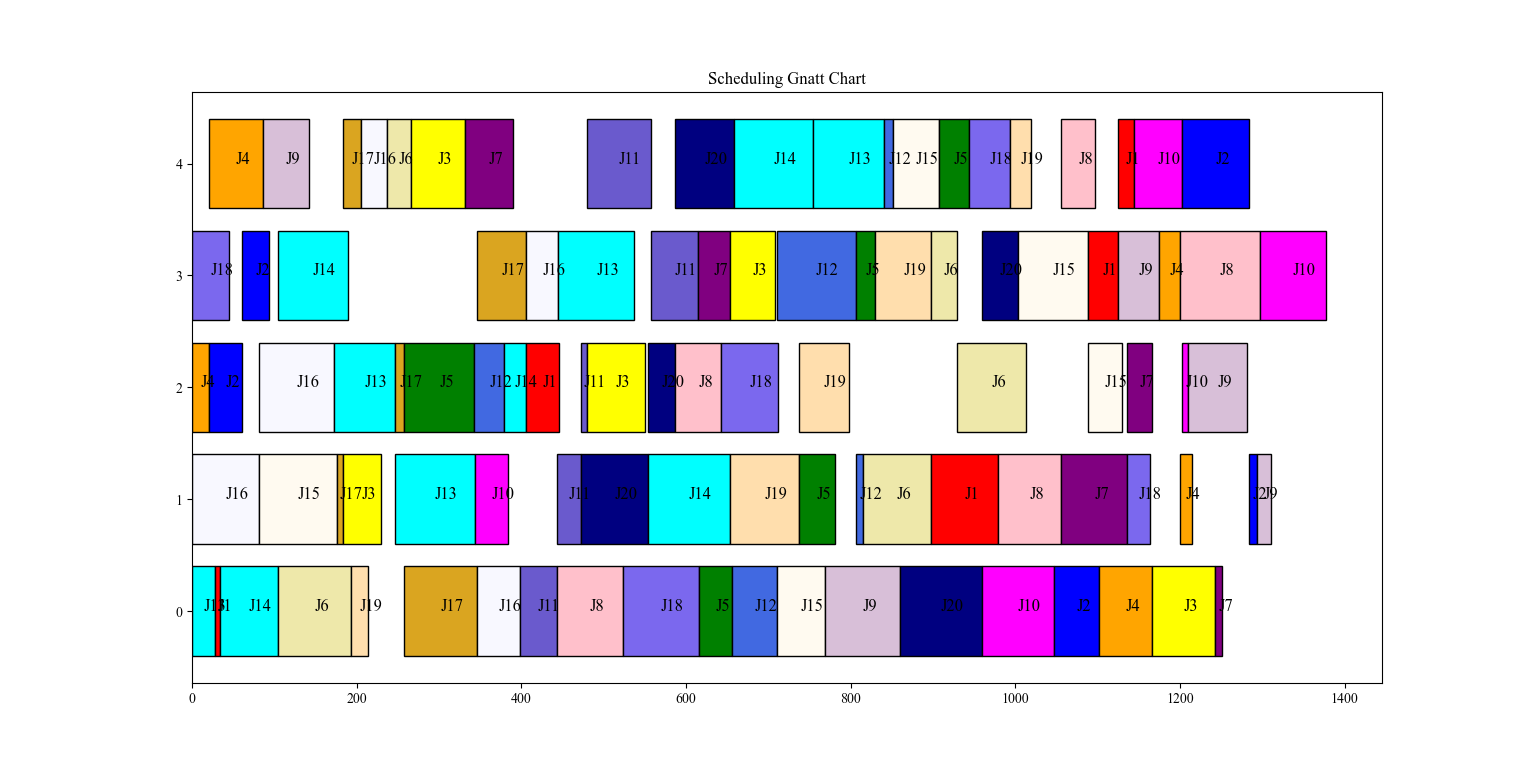 Scheduling Gnatt Chart
4 J4 J9 J17 J16 J6 J3 J7 J11 J20 J14 J13 J12 J15 J5 J18 J19 J8 J1 J10 J2
3 J18 J2 J14 J17 J16 J13 J11 J7 J3 J12 J5 J19 J6 J20 J15 J1 J9 J4 J8 J10
2 J4 J2 J16 J13 J17 J5 J12 J14 J1 J11 J3 J20 J8 J18 J19 J6 J15 J7 J10 J9
1 J16 J15 J17 J3 J13 J10 J11 J20 J14 J19 J5 J12 J6 J1 J8 J7 J18 J4 J2 J9
0 J13 J1 J14 J6 J19 J17 J16 J11 J8 J18 J5 J12 J15 J9 J20 J10 J2 J4 J3 J7
0 200 400 600 800 1000 1200 1400